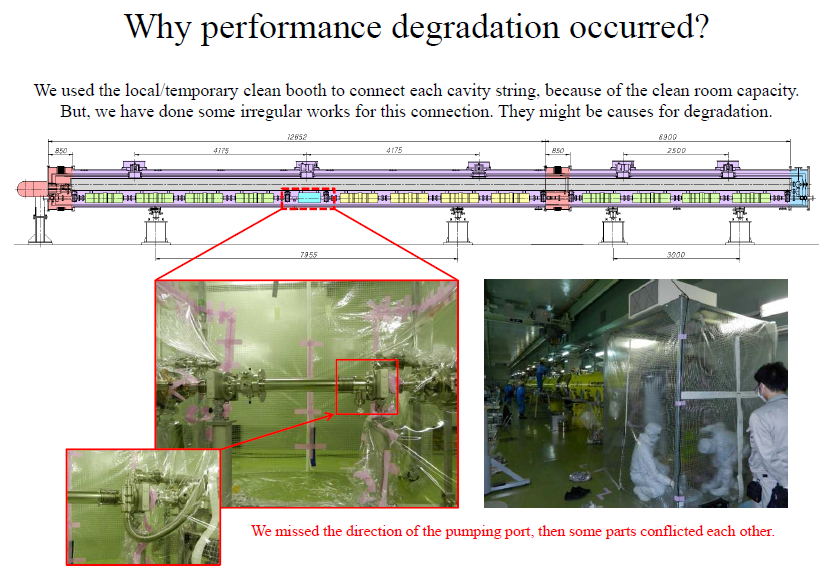 Why performance degradation occurred?
We used the local/temporary clean booth to connect each cavity string, because of the clean room capacity.
But, we have done some irregular works for this connection. They might be causes for degradation.
12652
6900
850
4175
4175
850
2500
7955
3000
We missed the direction of the pumping port, then some parts conflicted each other.